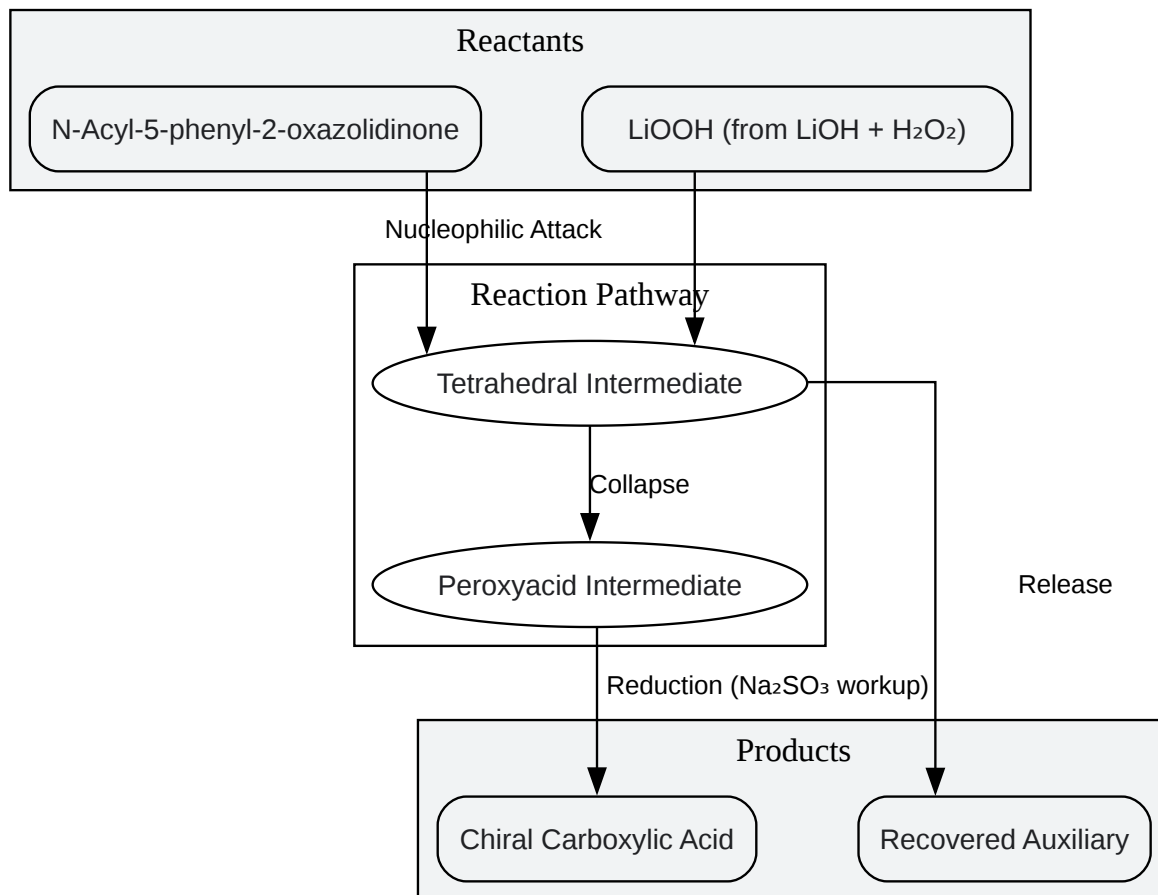 Reactants
N-Acyl-5-phenyl-2-oxazolidinone
LiOOH (from LiOH + H₂O₂)
Nucleophilic Attack
Reaction Pathway
Tetrahedral Intermediate
Collapse
Peroxyacid Intermediate
Release
Reduction (Na₂SO₃ workup)
Products
Chiral Carboxylic Acid
Recovered Auxiliary